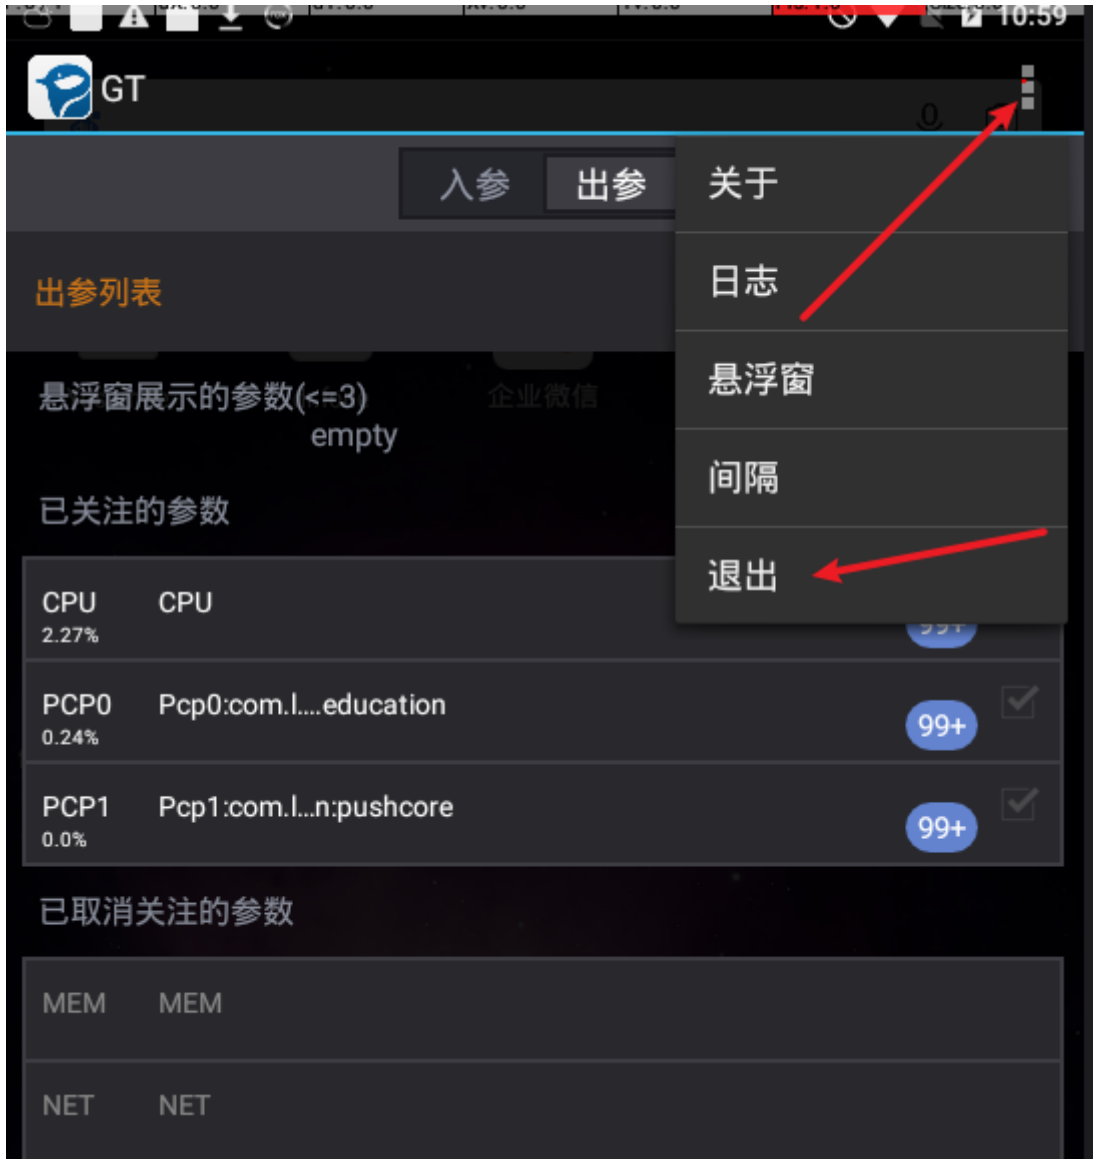 10:59
GT
入参
出参
关于
日志
出参列表
悬浮窗
悬浮窗展示的参数(<=3)
企业微信
empty
间隔
已关注的参数
退出
CPU
CPU
2.27%
99+
PCP0
Pcp0:com.l....education
0.24%
99+
PCP1
Pcp1:com.l...n:pushcore
0.0%
99+
已取消关注的参数
MEM
MEM
NET
NET